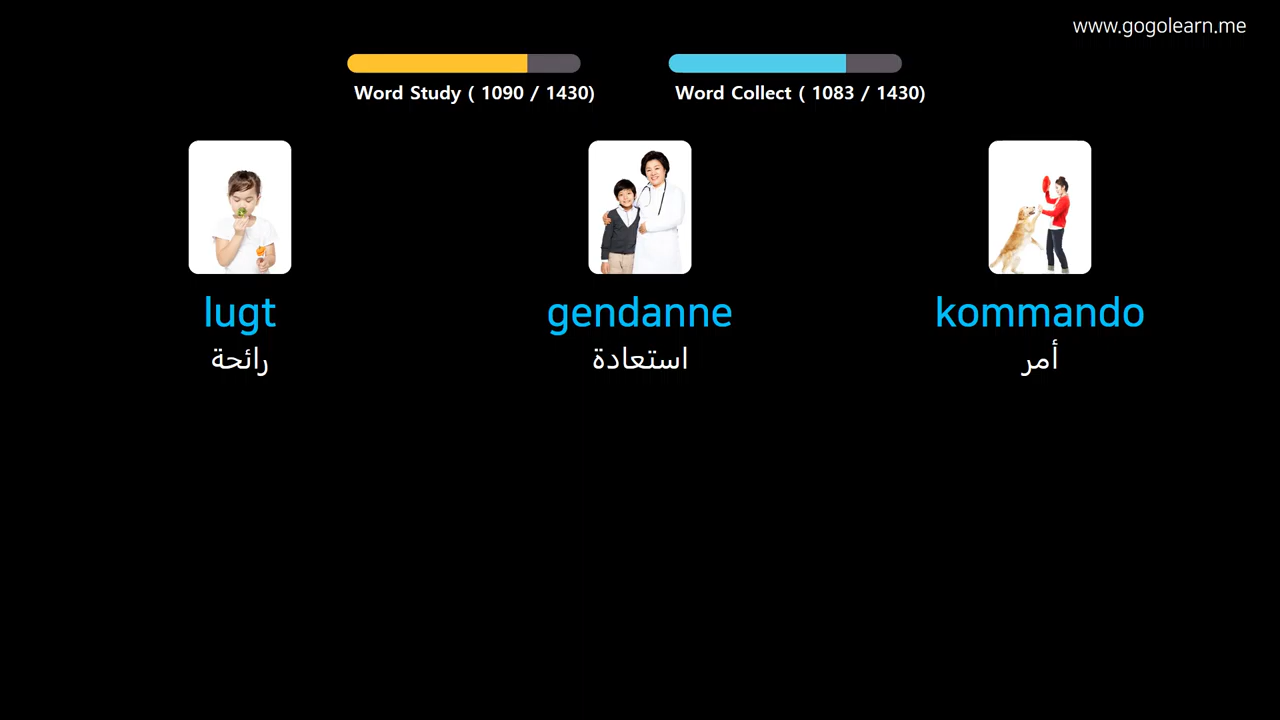 www.gogolearn.me
Word Study ( 1090 / 1430)
Word Collect ( 1083 / 1430)
lugt
رائحة
gendanne
استعادة
kommando
أمر